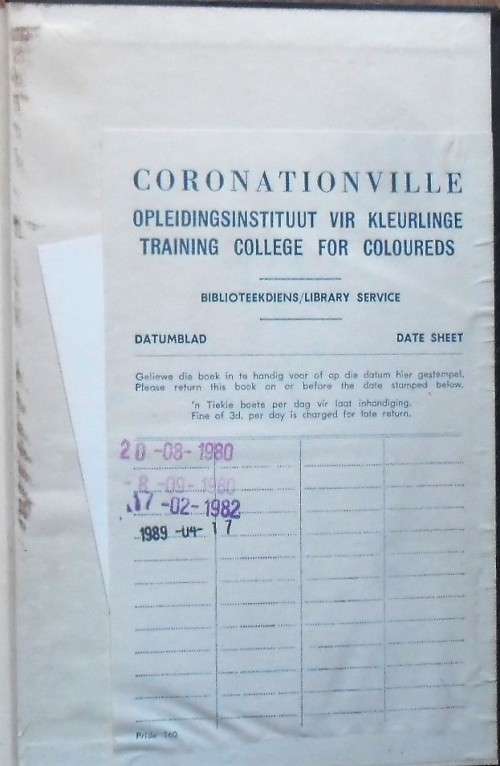 CORONATIONVILLE
OPLEIDINGSINSTITUUT VIR KLEURLINGE
TRAINING COLLEGE FOR COLOUREDS
BIBLIOTEEKDIENS/LIBRARY SERVICE
DATUMBLAD DATE SHEET
Geliewe die boek in te handig voor of op die datum hier gestempel.
Please return this book on or before the date stamped below.
'n Tiekie boete per dag vir laat inhandiging.
Fine of 3d. per day is charged for late return.
20-08-1980
-8-09-1980
17-02-1982
1989-04-17
Pride 160